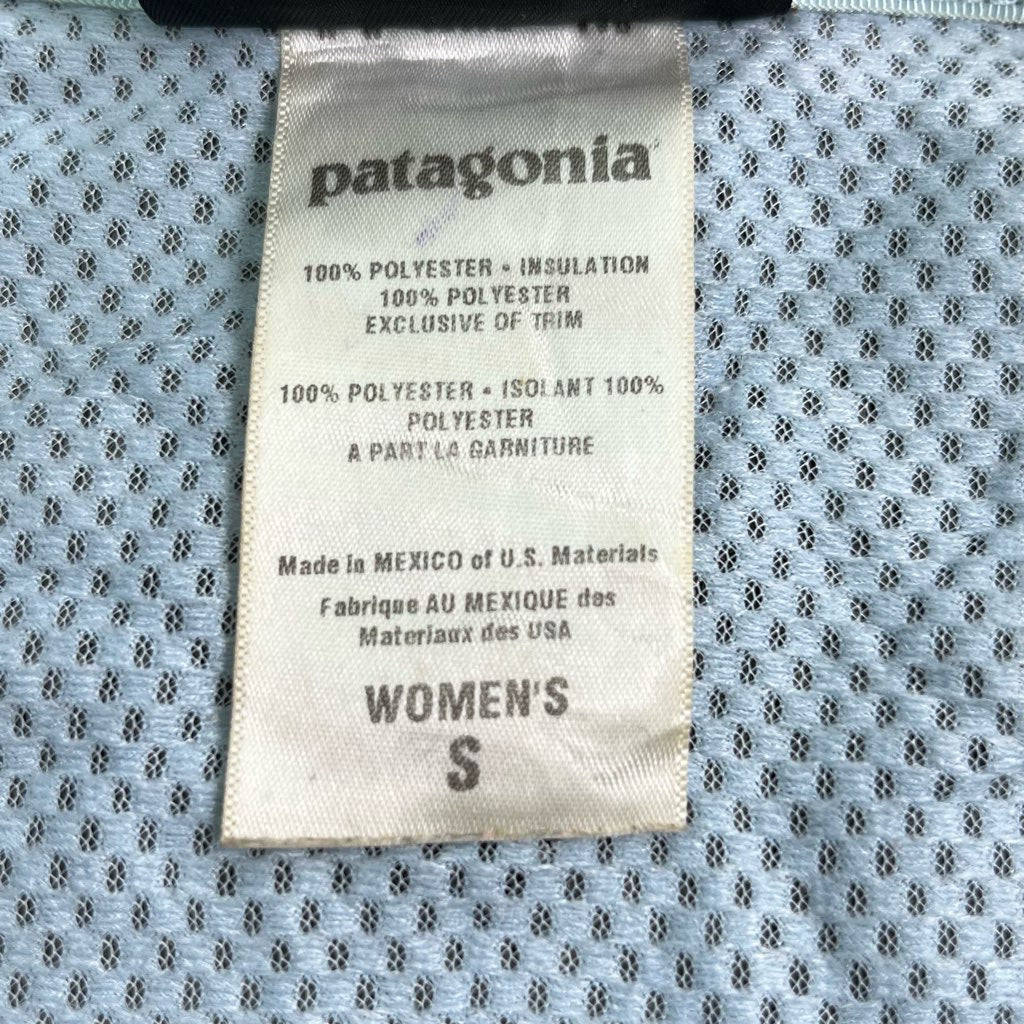 patagonia
100% POLYESTER • INSULATION
100% POLYESTER
EXCLUSIVE OF TRIM
100% POLYESTER • ISOLANT 100%
POLYESTER
A PART LA GARNITURE
Made in MEXICO of U.S. Materials
Fabrique AU MEXIQUE des
Materiaux des USA
WOMEN'S
S